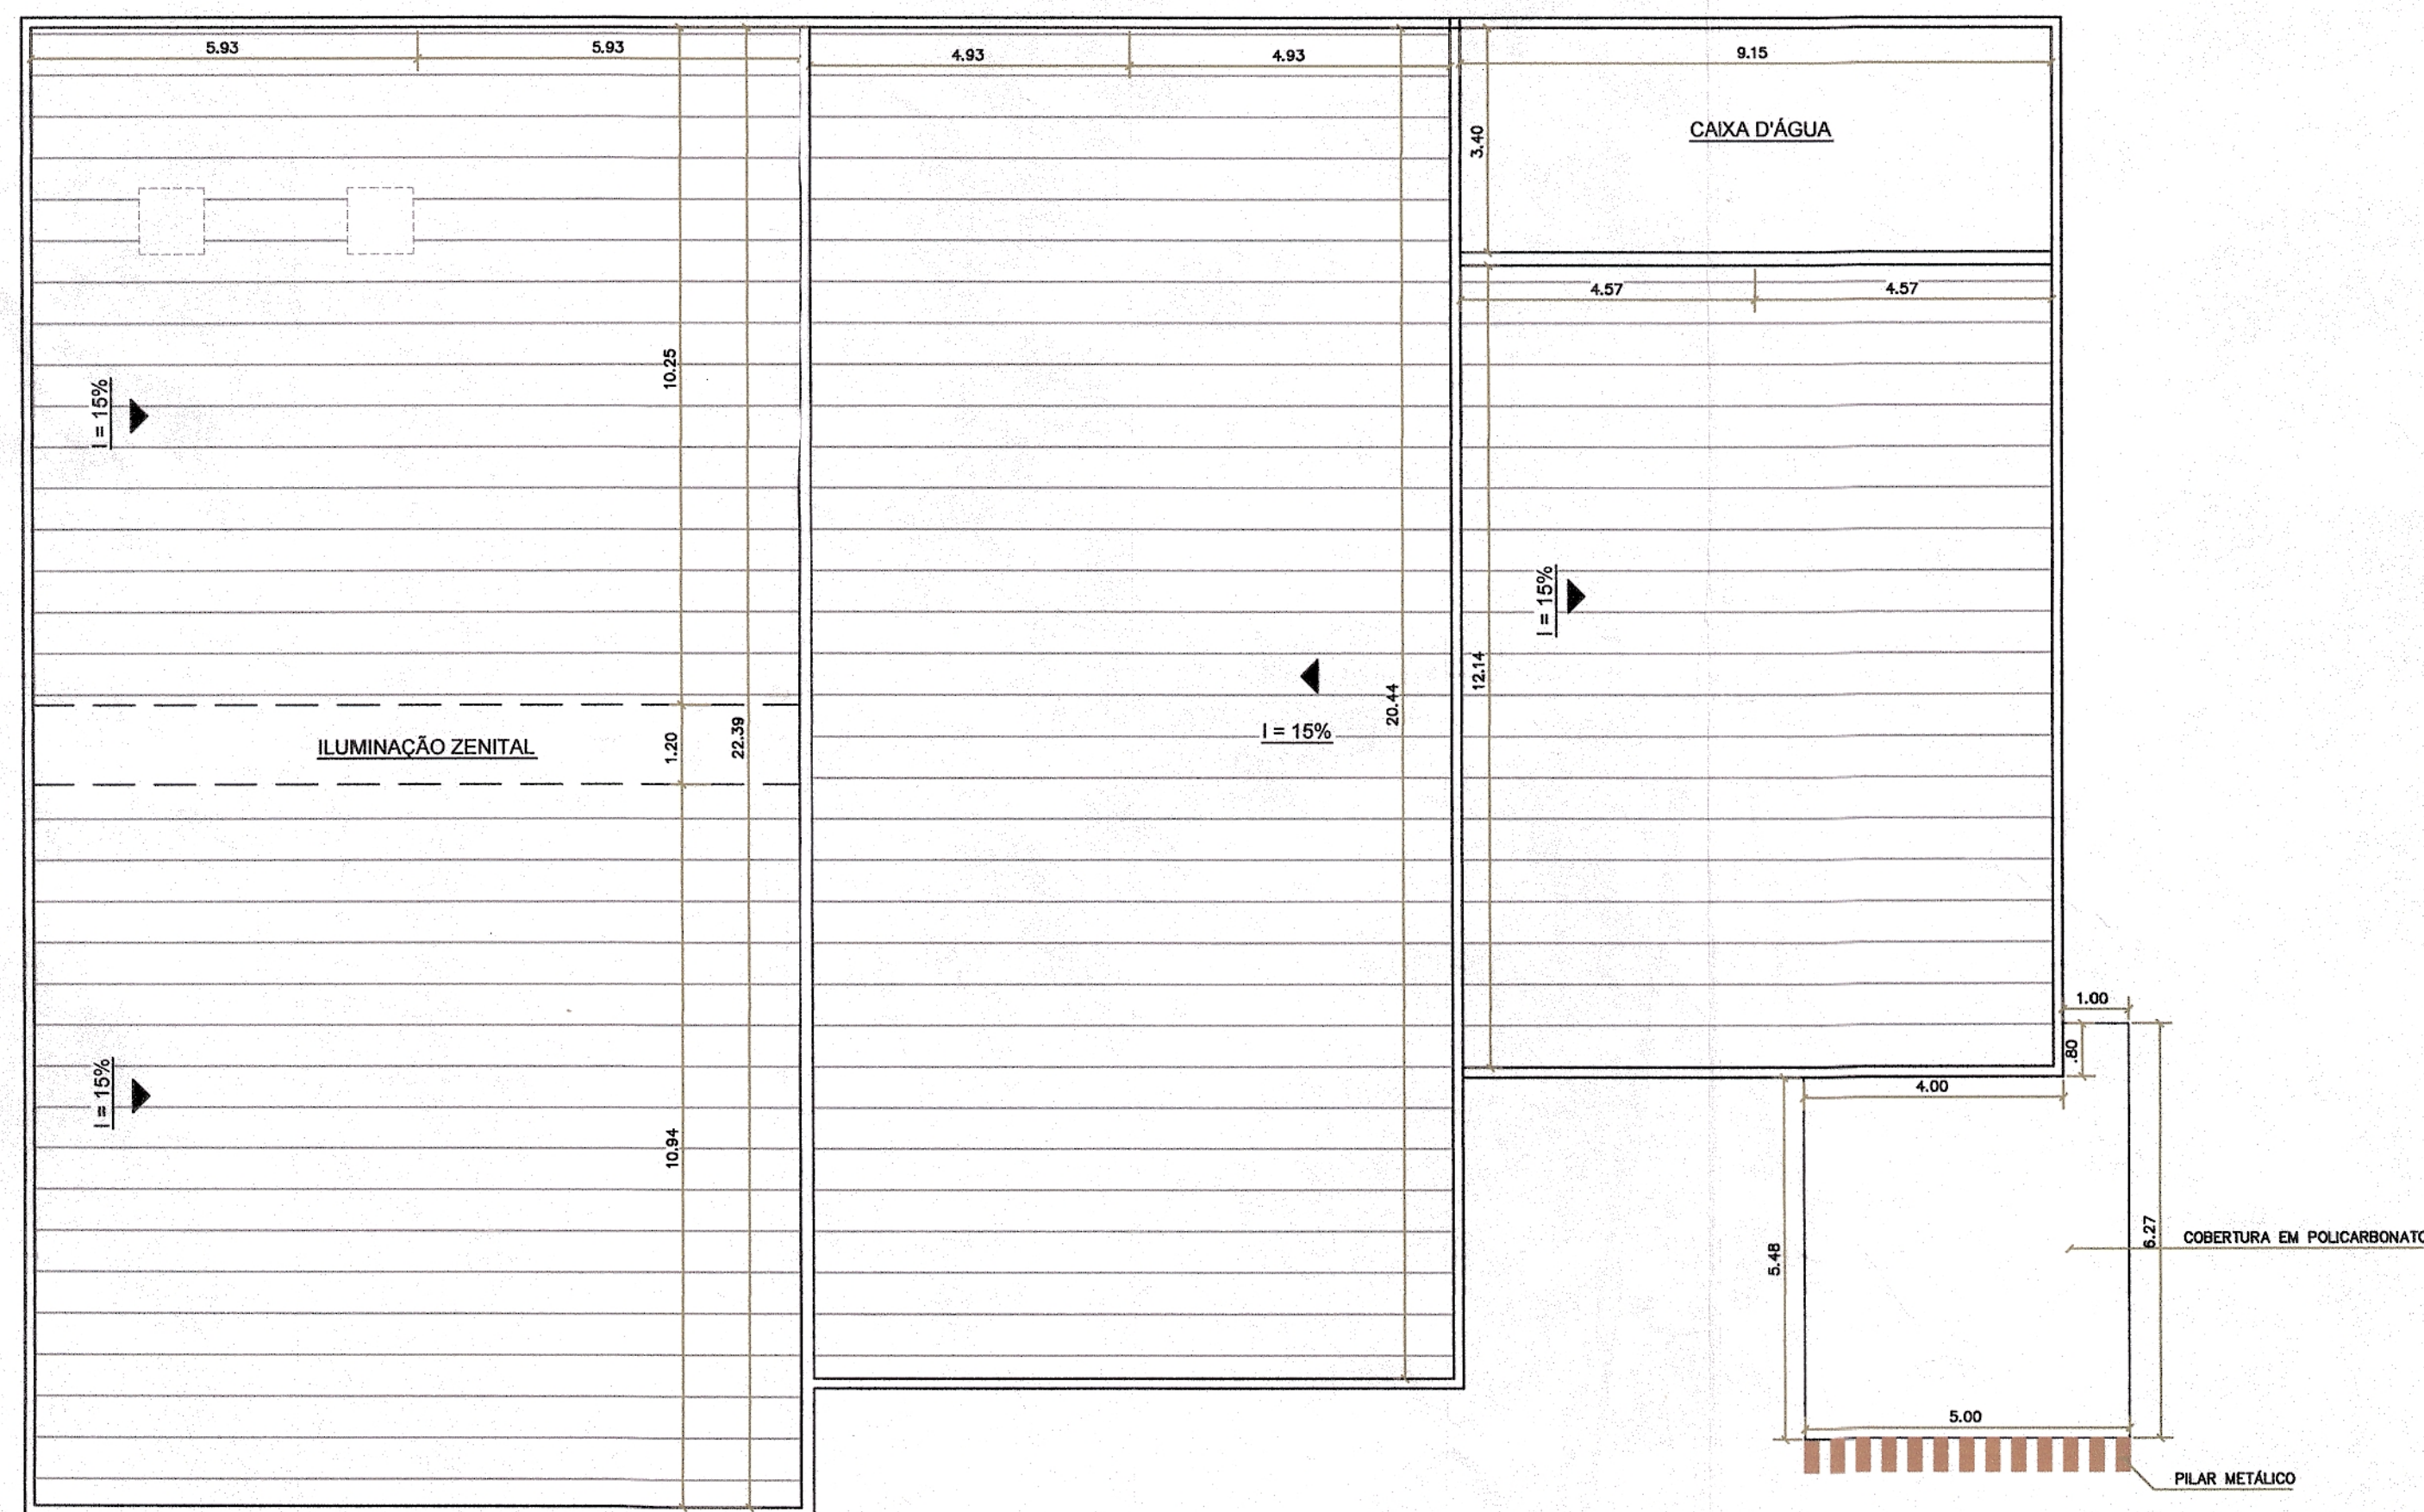 5.93
5.93
4.93
4.93
9.15
CAIXA D'ÁGUA
3.40
4.57
4.57
10.25
I = 15%
I = 15%
12.14
20.44
I = 15%
ILUMINAÇÃO ZENITAL
1.20
22.39
1.00
.80
4.00
I = 15%
10.94
5.48
6.27
COBERTURA EM POLICARBONATO
5.00
PILAR METÁLICO